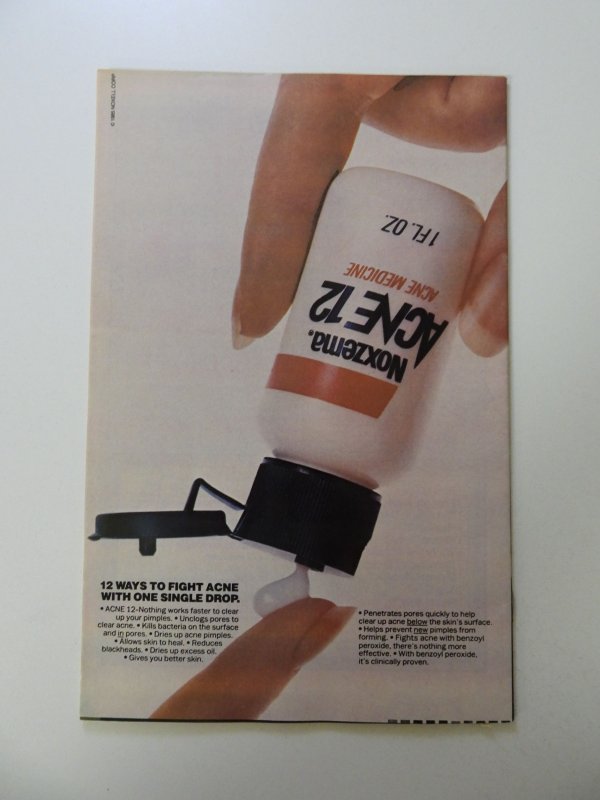 © 1985 NOXELL CORP.
1 FL. OZ.
ACNE MEDICINE
ACNE 12
Noxzema®
12 WAYS TO FIGHT ACNE
WITH ONE SINGLE DROP.
• ACNE 12-Nothing works faster to clear
up your pimples. • Unclogs pores to
clear acne. • Kills bacteria on the surface
and in pores. • Dries up acne pimples.
• Allows skin to heal. • Reduces
blackheads. • Dries up excess oil.
• Gives you better skin.
• Penetrates pores quickly to help
clear up acne below the skin's surface.
• Helps prevent new pimples from
forming. • Fights acne with benzoyl
peroxide, there's nothing more
effective. • With benzoyl peroxide,
it's clinically proven.